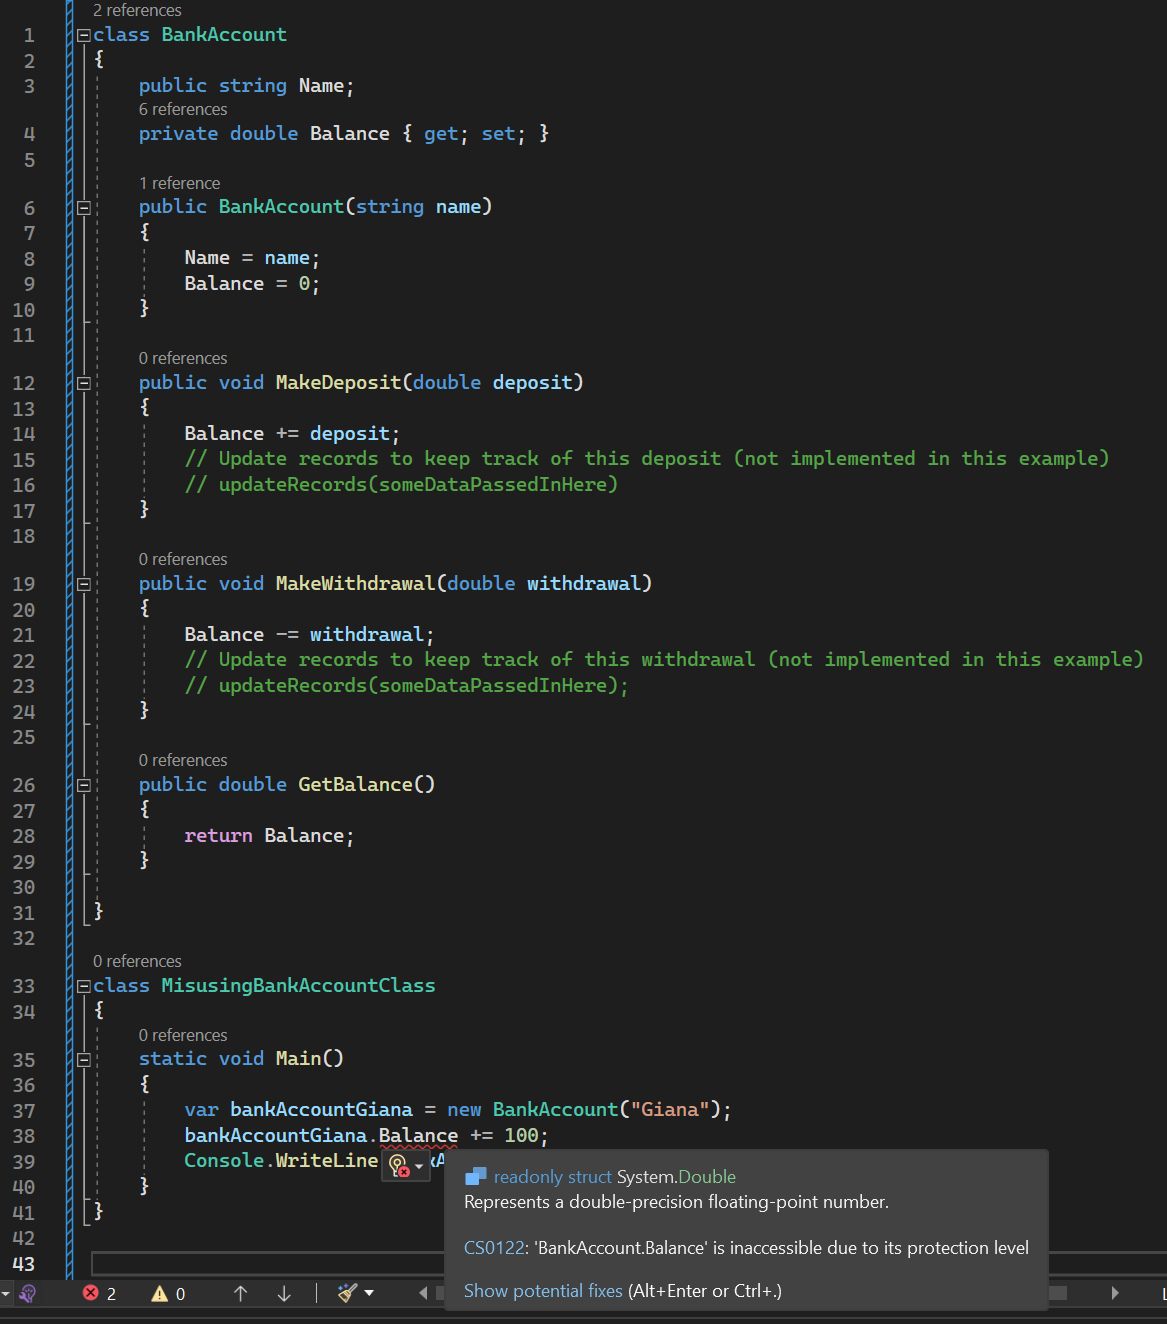 2 references
1 class BankAccount
2 {
3 public string Name;
6 references
4 private double Balance { get; set; }
5
1 reference
6 public BankAccount(string name)
7 {
8 Name = name;
9 Balance = 0;
10 }
11
0 references
12 public void MakeDeposit(double deposit)
13 {
14 Balance += deposit;
15 // Update records to keep track of this deposit (not implemented in this example)
16 // updateRecords(someDataPassedInHere)
17 }
18
0 references
19 public void MakeWithdrawal(double withdrawal)
20 {
21 Balance -= withdrawal;
22 // Update records to keep track of this withdrawal (not implemented in this example)
23 // updateRecords(someDataPassedInHere);
24 }
25
0 references
26 public double GetBalance()
27 {
28 return Balance;
29 }
30
31 }
32
0 references
33 class MisusingBankAccountClass
34 {
0 references
35 static void Main()
36 {
37 var bankAccountGiana = new BankAccount("Giana");
38 bankAccountGiana.Balance += 100;
39 Console.WriteLine
40 }
41 }
42
43
readonly struct System.Double
Represents a double-precision floating-point number.
CS0122: 'BankAccount.Balance' is inaccessible due to its protection level
Show potential fixes (Alt+Enter or Ctrl+.)
2 0